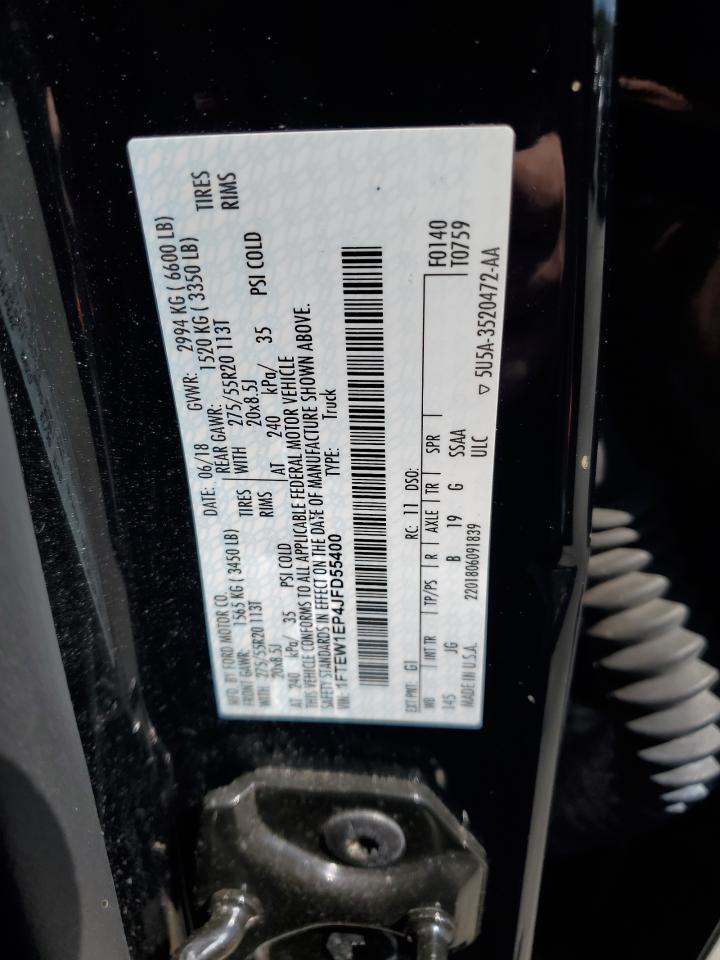 MFD. BY FORD MOTOR CO. DATE: 06/18 GVWR: 2994 KG ( 6600 LB)
FRONT GAWR: 1565 KG ( 3450 LB) REAR GAWR: 1520 KG ( 3350 LB)
WITH 275/55R20 113T TIRES WITH 275/55R20 113T TIRES
20x8.5J RIMS 20x8.5J RIMS
AT 240 kPa/ 35 PSI COLD AT 240 kPa/ 35 PSI COLD
THIS VEHICLE CONFORMS TO ALL APPLICABLE FEDERAL MOTOR VEHICLE
SAFETY STANDARDS IN EFFECT ON THE DATE OF MANUFACTURE SHOWN ABOVE.
VIN: 1FTEW1EP4JFD55400 TYPE: Truck
EXT PNT: G1 RC: 11 DSO: F0140
WB INT TR TP/PS R AXLE TR SPR T0759
145 JG B 19 G SSAA
MADE IN U.S.A. 2201806091839 ULC ▽ 5U5A-3520472-AA